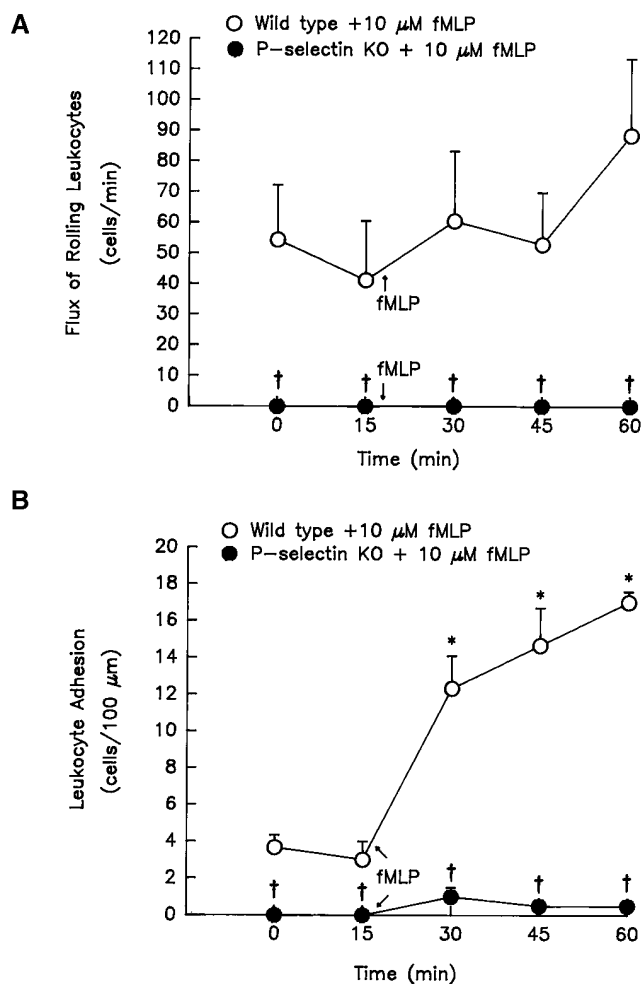 A
Wild type +10 μM fMLP
P-selectin KO + 10 μM fMLP
Flux of Rolling Leukocytes
(cells/min)
120
110
100
90
80
70
60
50
40
30
20
10
0
fMLP
fMLP
† † † † †
0 15 30 45 60
Time (min)
B
Wild type +10 μM fMLP
P-selectin KO + 10 μM fMLP
Leukocyte Adhesion
(cells/100 μm)
20
18
16
14
12
10
8
6
4
2
0
* * *
fMLP
† † † † †
0 15 30 45 60
Time (min)